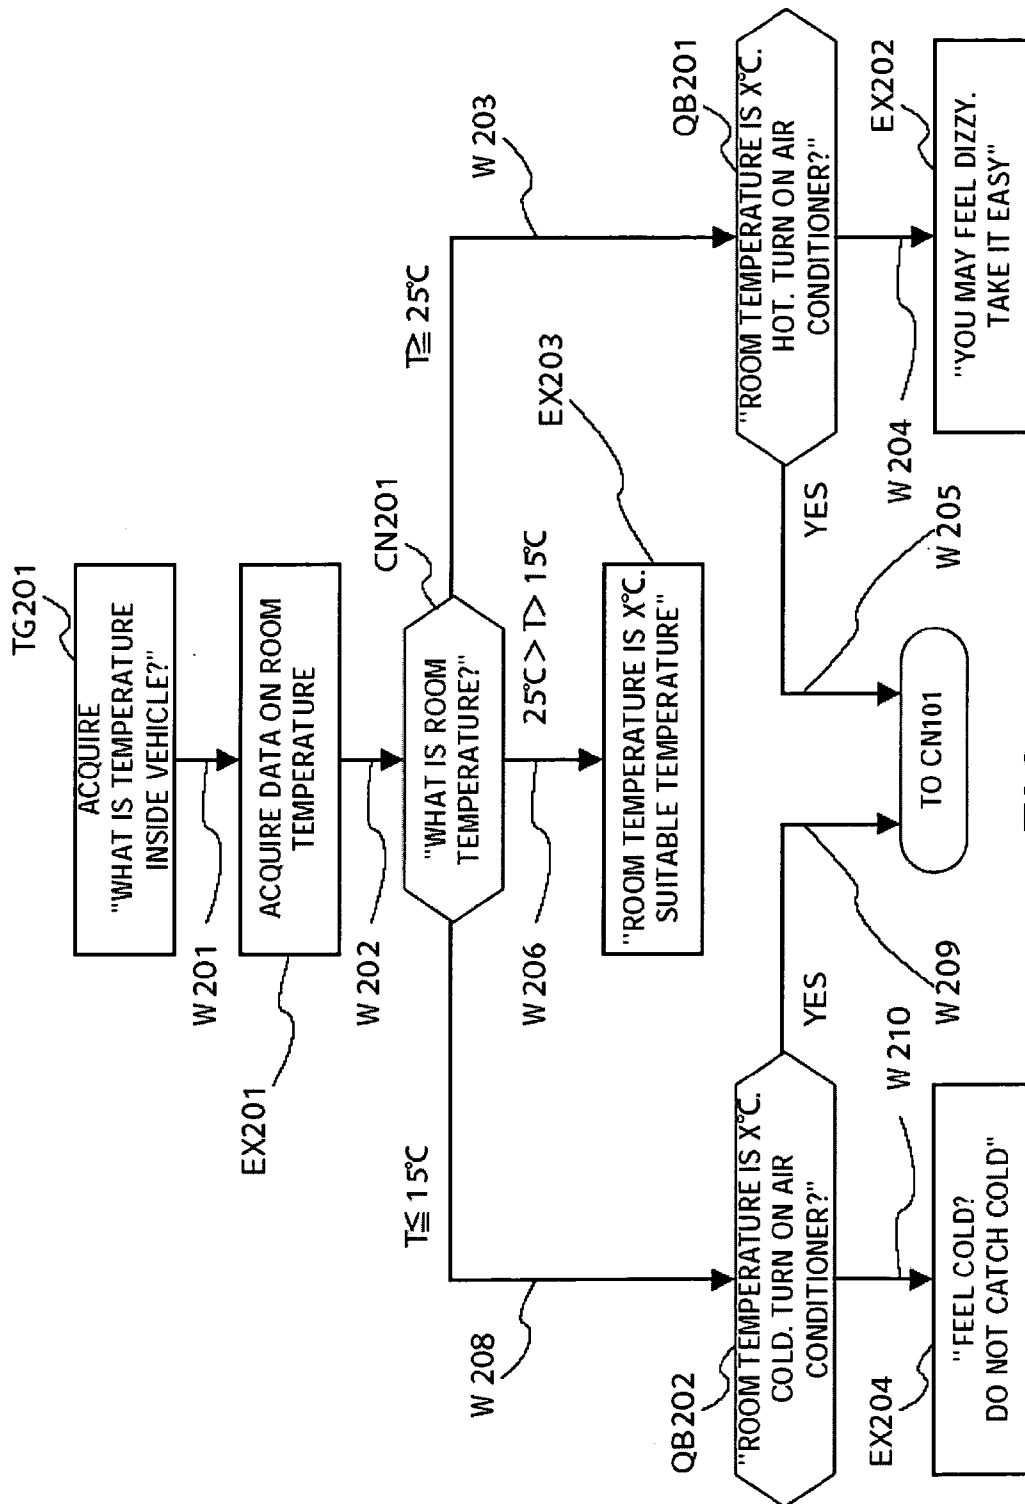 TG201
ACQUIRE
"WHAT IS TEMPERATURE
INSIDE VEHICLE?"
W 201
ACQUIRE DATA ON ROOM
TEMPERATURE
EX201
W 202
CN201
"WHAT IS ROOM
TEMPERATURE?"
T≦ 15℃
T≧ 25℃
W 208
W 206
25℃ > T> 15℃
W 203
"ROOM TEMPERATURE IS X℃.
SUITABLE TEMPERATURE"
EX203
QB202
"ROOM TEMPERATURE IS X℃.
COLD. TURN ON AIR
CONDITIONER?"
QB201
"ROOM TEMPERATURE IS X℃.
HOT. TURN ON AIR
CONDITIONER?"
YES
YES
W 210
W 209
W 205
W 204
EX204
"FEEL COLD?
DO NOT CATCH COLD"
TO CN101
EX202
"YOU MAY FEEL DIZZY.
TAKE IT EASY"